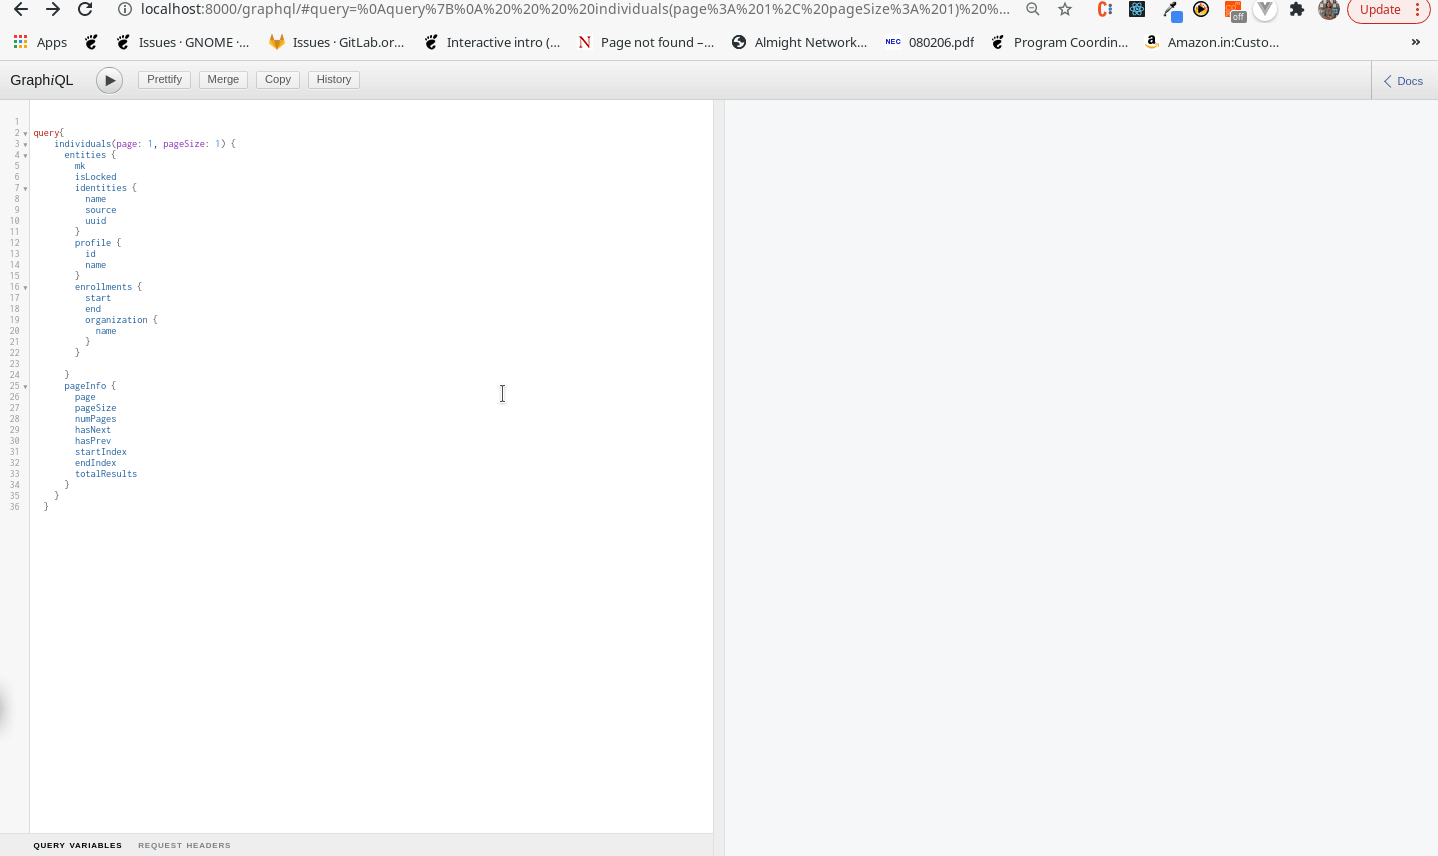 localhost:8000/graphql/#query=%0Aquery%7B%0A%20%20%20%20individuals(page%3A%201%2C%20pageSize%3A%201)%20%...
off
Update
Apps Issues · GNOME ·... Issues · GitLab.or... Interactive intro (... N Page not found –... Almight Network... NEC 080206.pdf Program Coordin... a Amazon.in:Custo... »
GraphiQL Prettify Merge Copy History Docs
1
2 query{
3 individuals(page: 1, pageSize: 1) {
4 entities {
5 mk
6 isLocked
7 identities {
8 name
9 source
10 uuid
11 }
12 profile {
13 id
14 name
15 }
16 enrollments {
17 start
18 end
19 organization {
20 name
21 }
22 }
23
24 }
25 pageInfo {
26 page
27 pageSize
28 numPages
29 hasNext
30 hasPrev
31 startIndex
32 endIndex
33 totalResults
34 }
35 }
36 }
QUERY VARIABLES REQUEST HEADERS